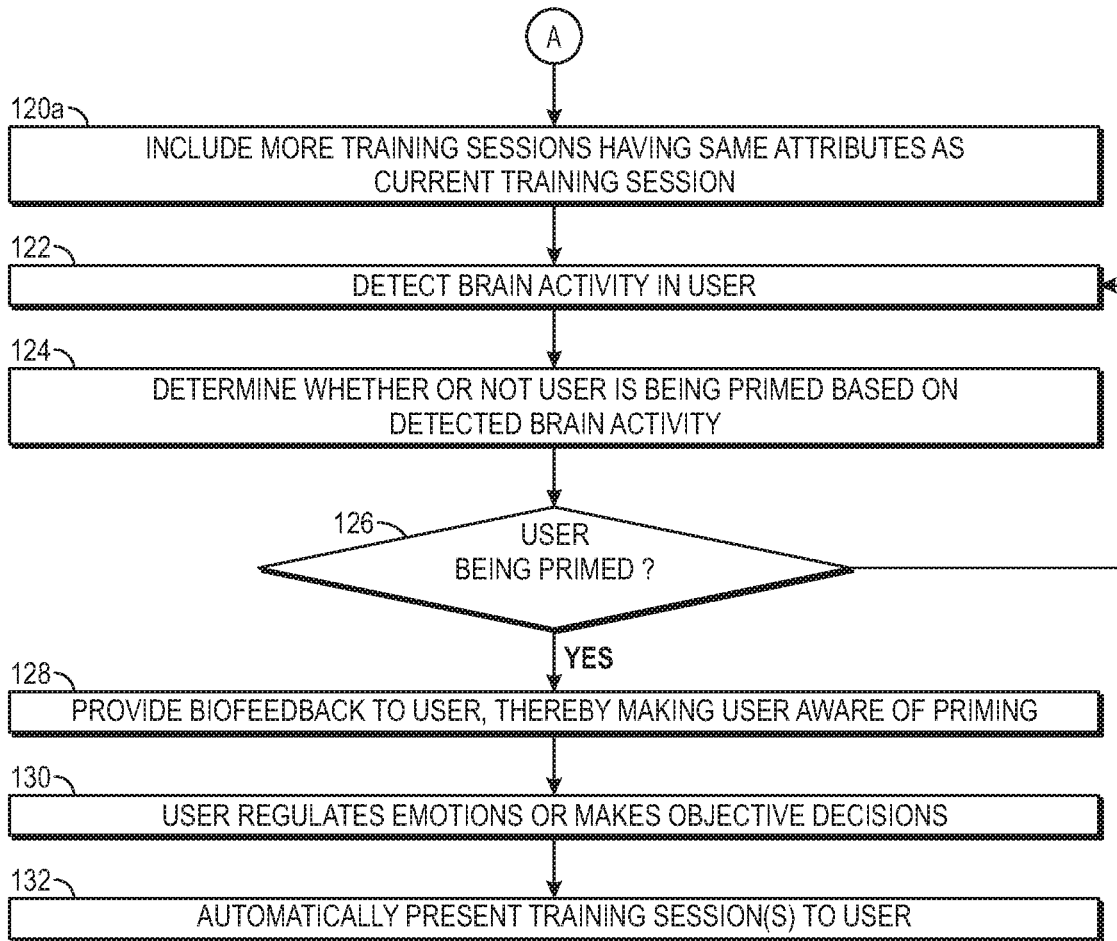 A
120a
INCLUDE MORE TRAINING SESSIONS HAVING SAME ATTRIBUTES AS
CURRENT TRAINING SESSION
122
DETECT BRAIN ACTIVITY IN USER
124
DETERMINE WHETHER OR NOT USER IS BEING PRIMED BASED ON
DETECTED BRAIN ACTIVITY
126
USER
BEING PRIMED ?
YES
128
PROVIDE BIOFEEDBACK TO USER, THEREBY MAKING USER AWARE OF PRIMING
130
USER REGULATES EMOTIONS OR MAKES OBJECTIVE DECISIONS
132
AUTOMATICALLY PRESENT TRAINING SESSION(S) TO USER